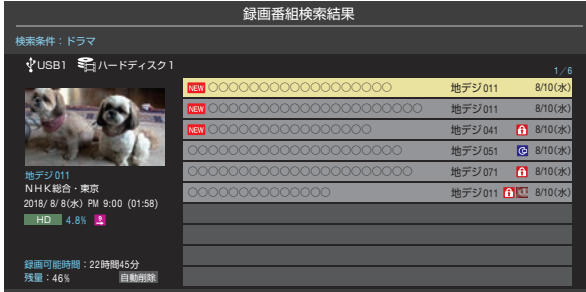 録画番組検索結果
検索条件：ドラマ
USB1 ハードディスク1
1／6
NEW ○○○○○○○○○○○○○○○○○○ 地デジ011 8/10(水)
NEW ○○○○○○○○○○○○○○○○○○○○○ 地デジ011 8/10(水)
NEW ○○○○○○○○○○○○○○○○ 地デジ041 8/10(水)
○○○○○○○○○○○○○○○○○○○○○ 地デジ051 8/10(水)
○○○○○○○○○○○○○○○○○○○○○○ 地デジ071 8/10(水)
○○○○○○○○○○○○○○ 地デジ011 8/10(水)
地デジ011
NHK総合・東京
2018/ 8/ 8(水) PM 9:00 (01:58)
HD 4.8%
録画可能時間：22時間45分
残量：46% 自動削除